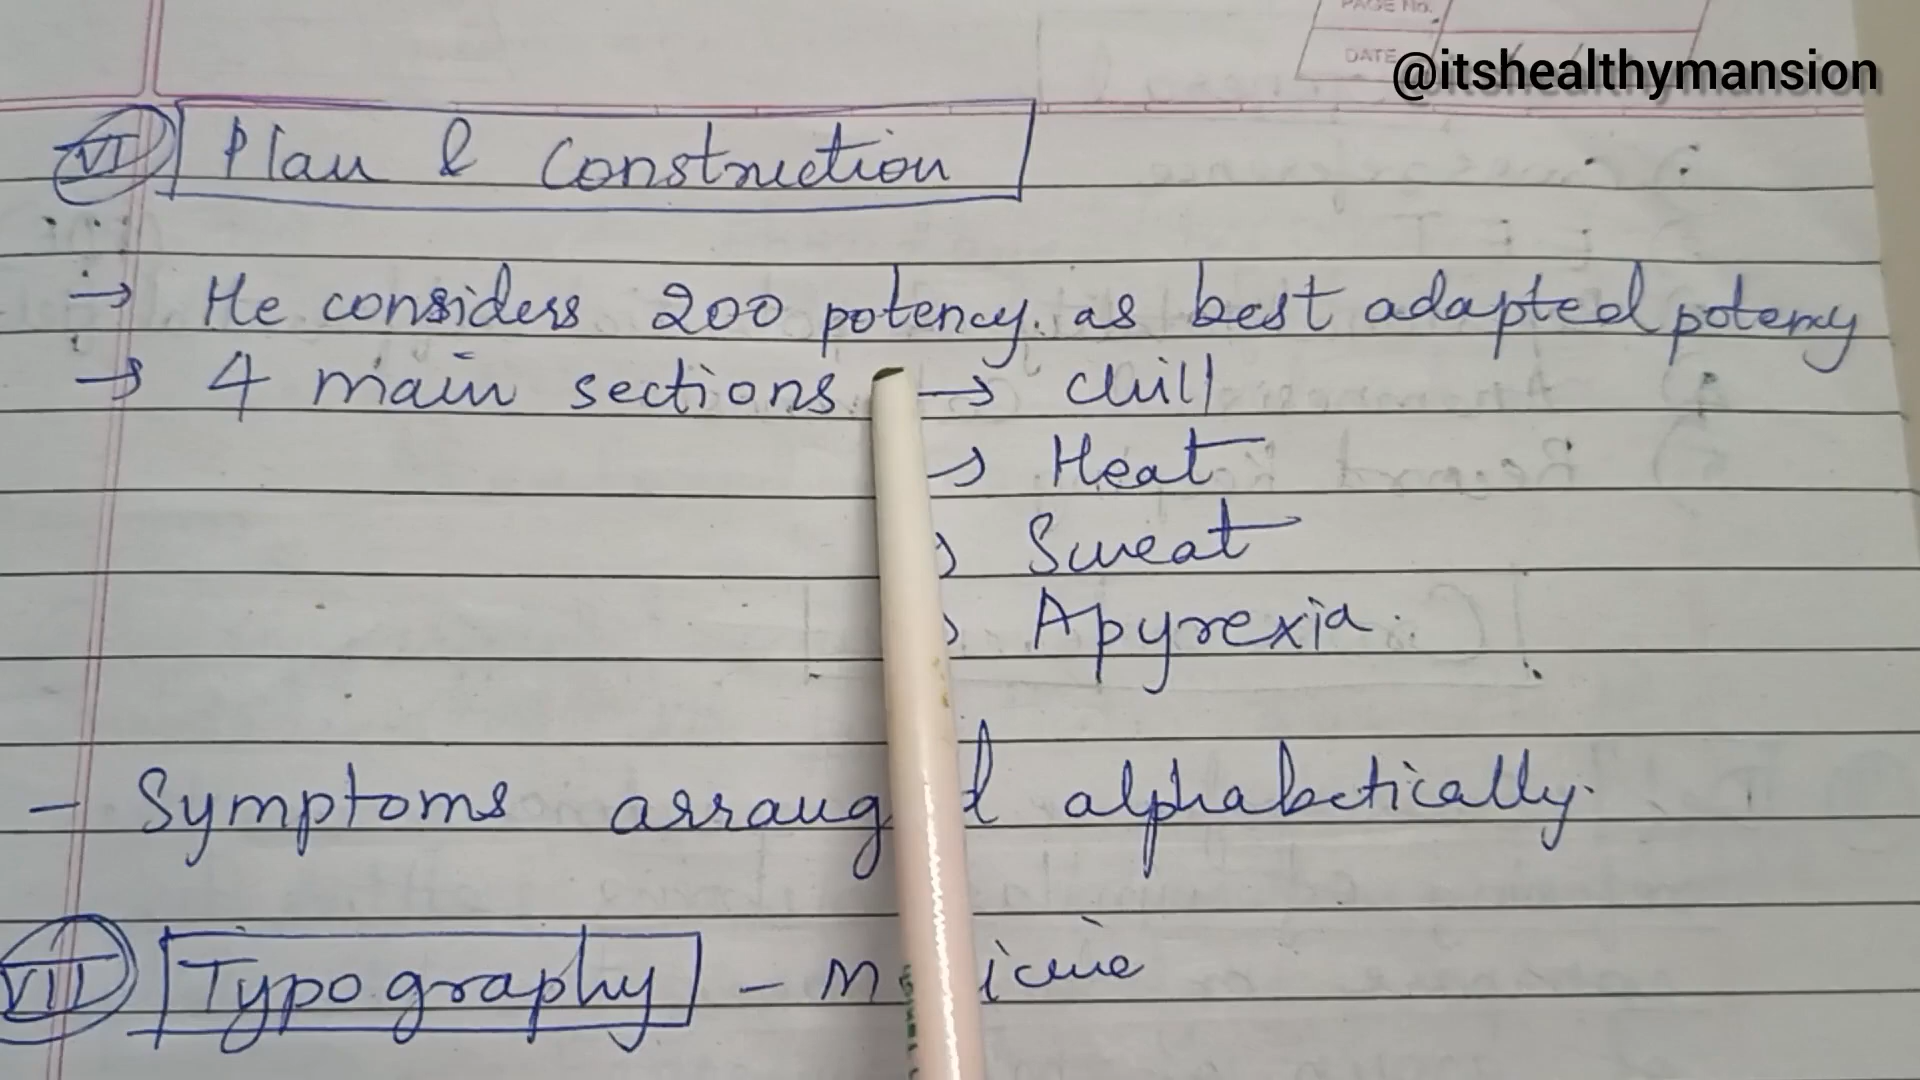 PAGE No.
DATE
@itshealthymansion
VI Plan & Construction
→ He considers 200 potency. as best adapted potency
→ 4 main sections → chill
→ Heat
Sweat
Apyrexia.
- Symptoms arrang d alphabetically.
VII Typography - M icine